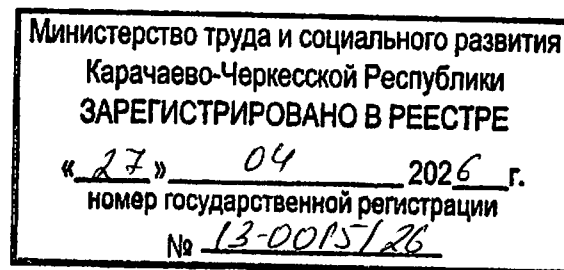 Министерство труда и социального развития
Карачаево-Черкесской Республики
ЗАРЕГИСТРИРОВАНО В РЕЕСТРЕ
«27» 04 2026 г.
номер государственной регистрации
№ 13-0015/26